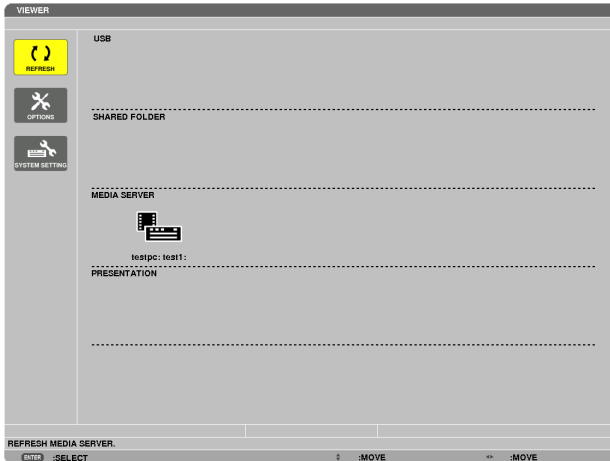 VIEWER
USB
REFRESH
OPTIONS
SHARED FOLDER
SYSTEM SETTING
MEDIA SERVER
testpc: test1:
PRESENTATION
REFRESH MEDIA SERVER.
ENTER :SELECT :MOVE :MOVE